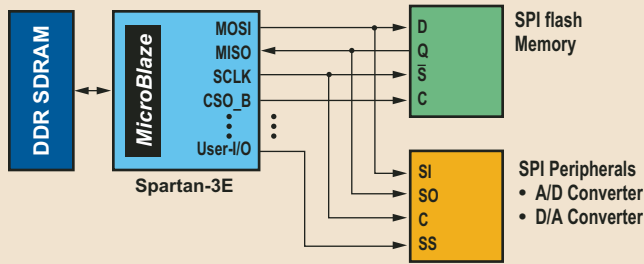 DDR SDRAM
MicroBlaze
MOSI
MISO
SCLK
CSO_B
User-I/O
Spartan-3E
D
Q
S̅
C
SPI flash
Memory
SI
SO
C
SS
SPI Peripherals
• A/D Converter
• D/A Converter